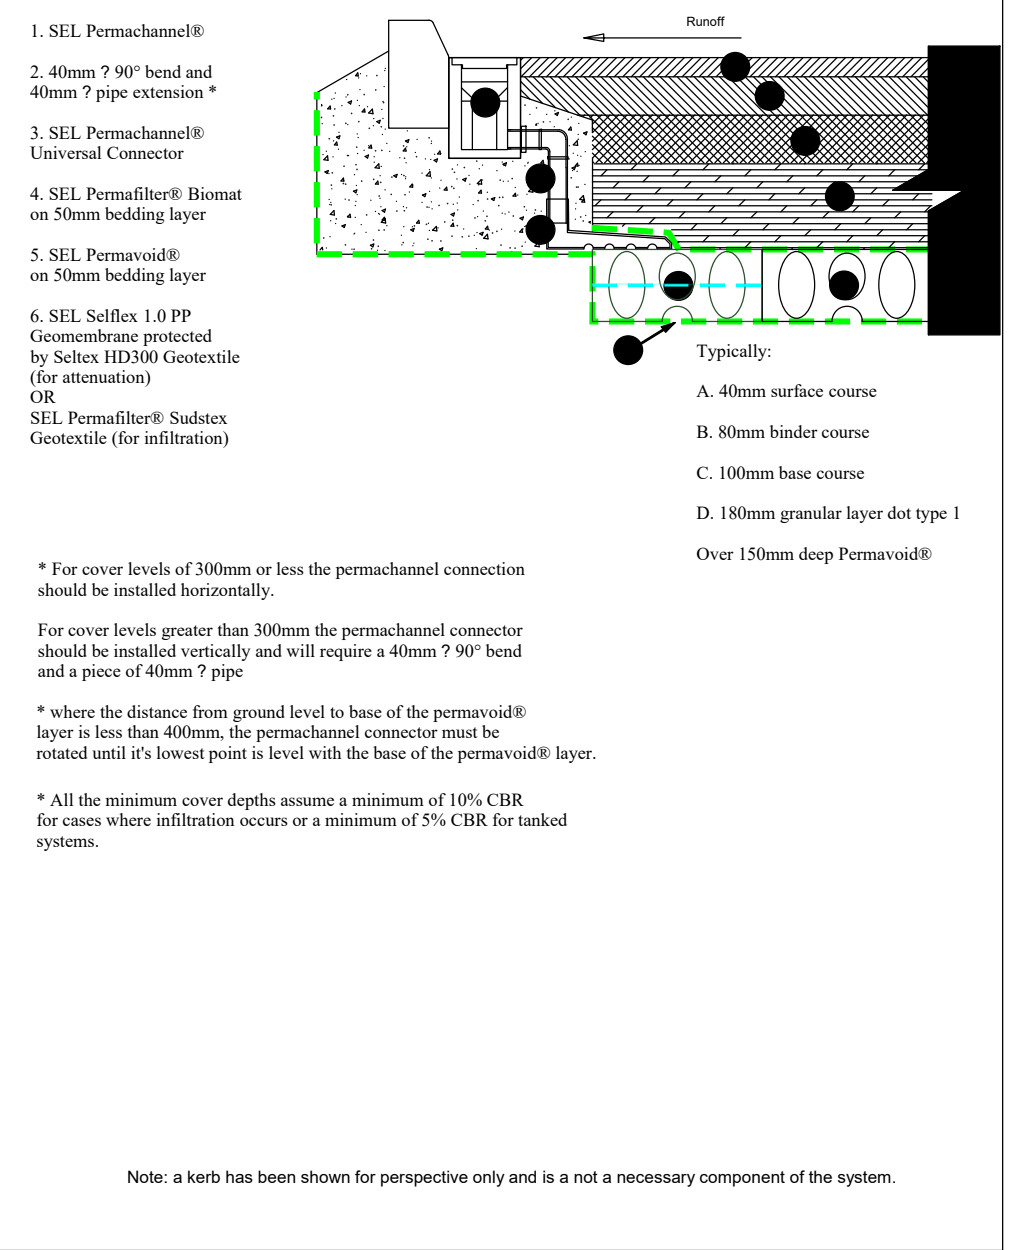 Runoff
1. SEL Permachannel®
2. 40mm ? 90° bend and
40mm ? pipe extension *
3. SEL Permachannel®
Universal Connector
4. SEL Permafilter® Biomat
on 50mm bedding layer
5. SEL Permavoid®
on 50mm bedding layer
6. SEL Selflex 1.0 PP
Geomembrane protected
by Seltex HD300 Geotextile
(for attenuation)
OR
SEL Permafilter® Sudstex
Geotextile (for infiltration)
Typically:
A. 40mm surface course
B. 80mm binder course
C. 100mm base course
D. 180mm granular layer dot type 1
Over 150mm deep Permavoid®
* For cover levels of 300mm or less the permachannel connection
should be installed horizontally.
For cover levels greater than 300mm the permachannel connector
should be installed vertically and will require a 40mm ? 90° bend
and a piece of 40mm ? pipe
* where the distance from ground level to base of the permavoid®
layer is less than 400mm, the permachannel connector must be
rotated until it's lowest point is level with the base of the permavoid® layer.
* All the minimum cover depths assume a minimum of 10% CBR
for cases where infiltration occurs or a minimum of 5% CBR for tanked
systems.
Note: a kerb has been shown for perspective only and is a not a necessary component of the system.